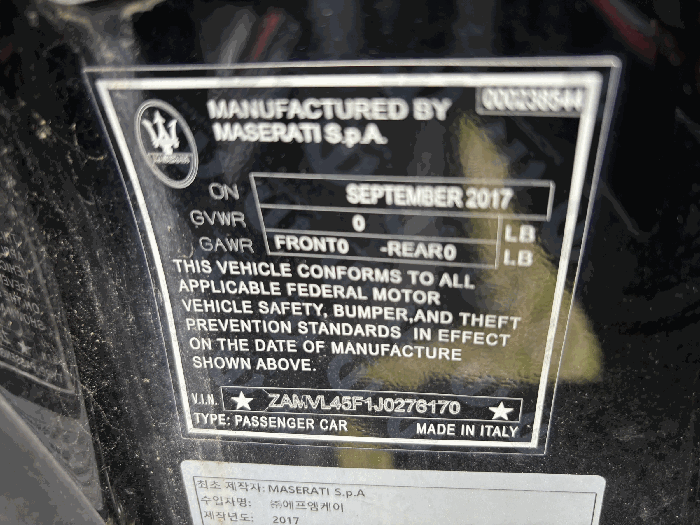 000238544
MANUFACTURED BY
MASERATI S.p.A.
MASERATI
ON SEPTEMBER 2017
GVWR 0 LB
GAWR FRONT0 -REAR0 LB
THIS VEHICLE CONFORMS TO ALL
APPLICABLE FEDERAL MOTOR
VEHICLE SAFETY, BUMPER,AND THEFT
PREVENTION STANDARDS IN EFFECT
ON THE DATE OF MANUFACTURE
SHOWN ABOVE.
V.I.N. ★ ZAMVL45F1J0276170 ★
TYPE: PASSENGER CAR MADE IN ITALY
최초 제작자: MASERATI S.p.A
수입자명: ㈜에프엠케이
제작년도: 2017